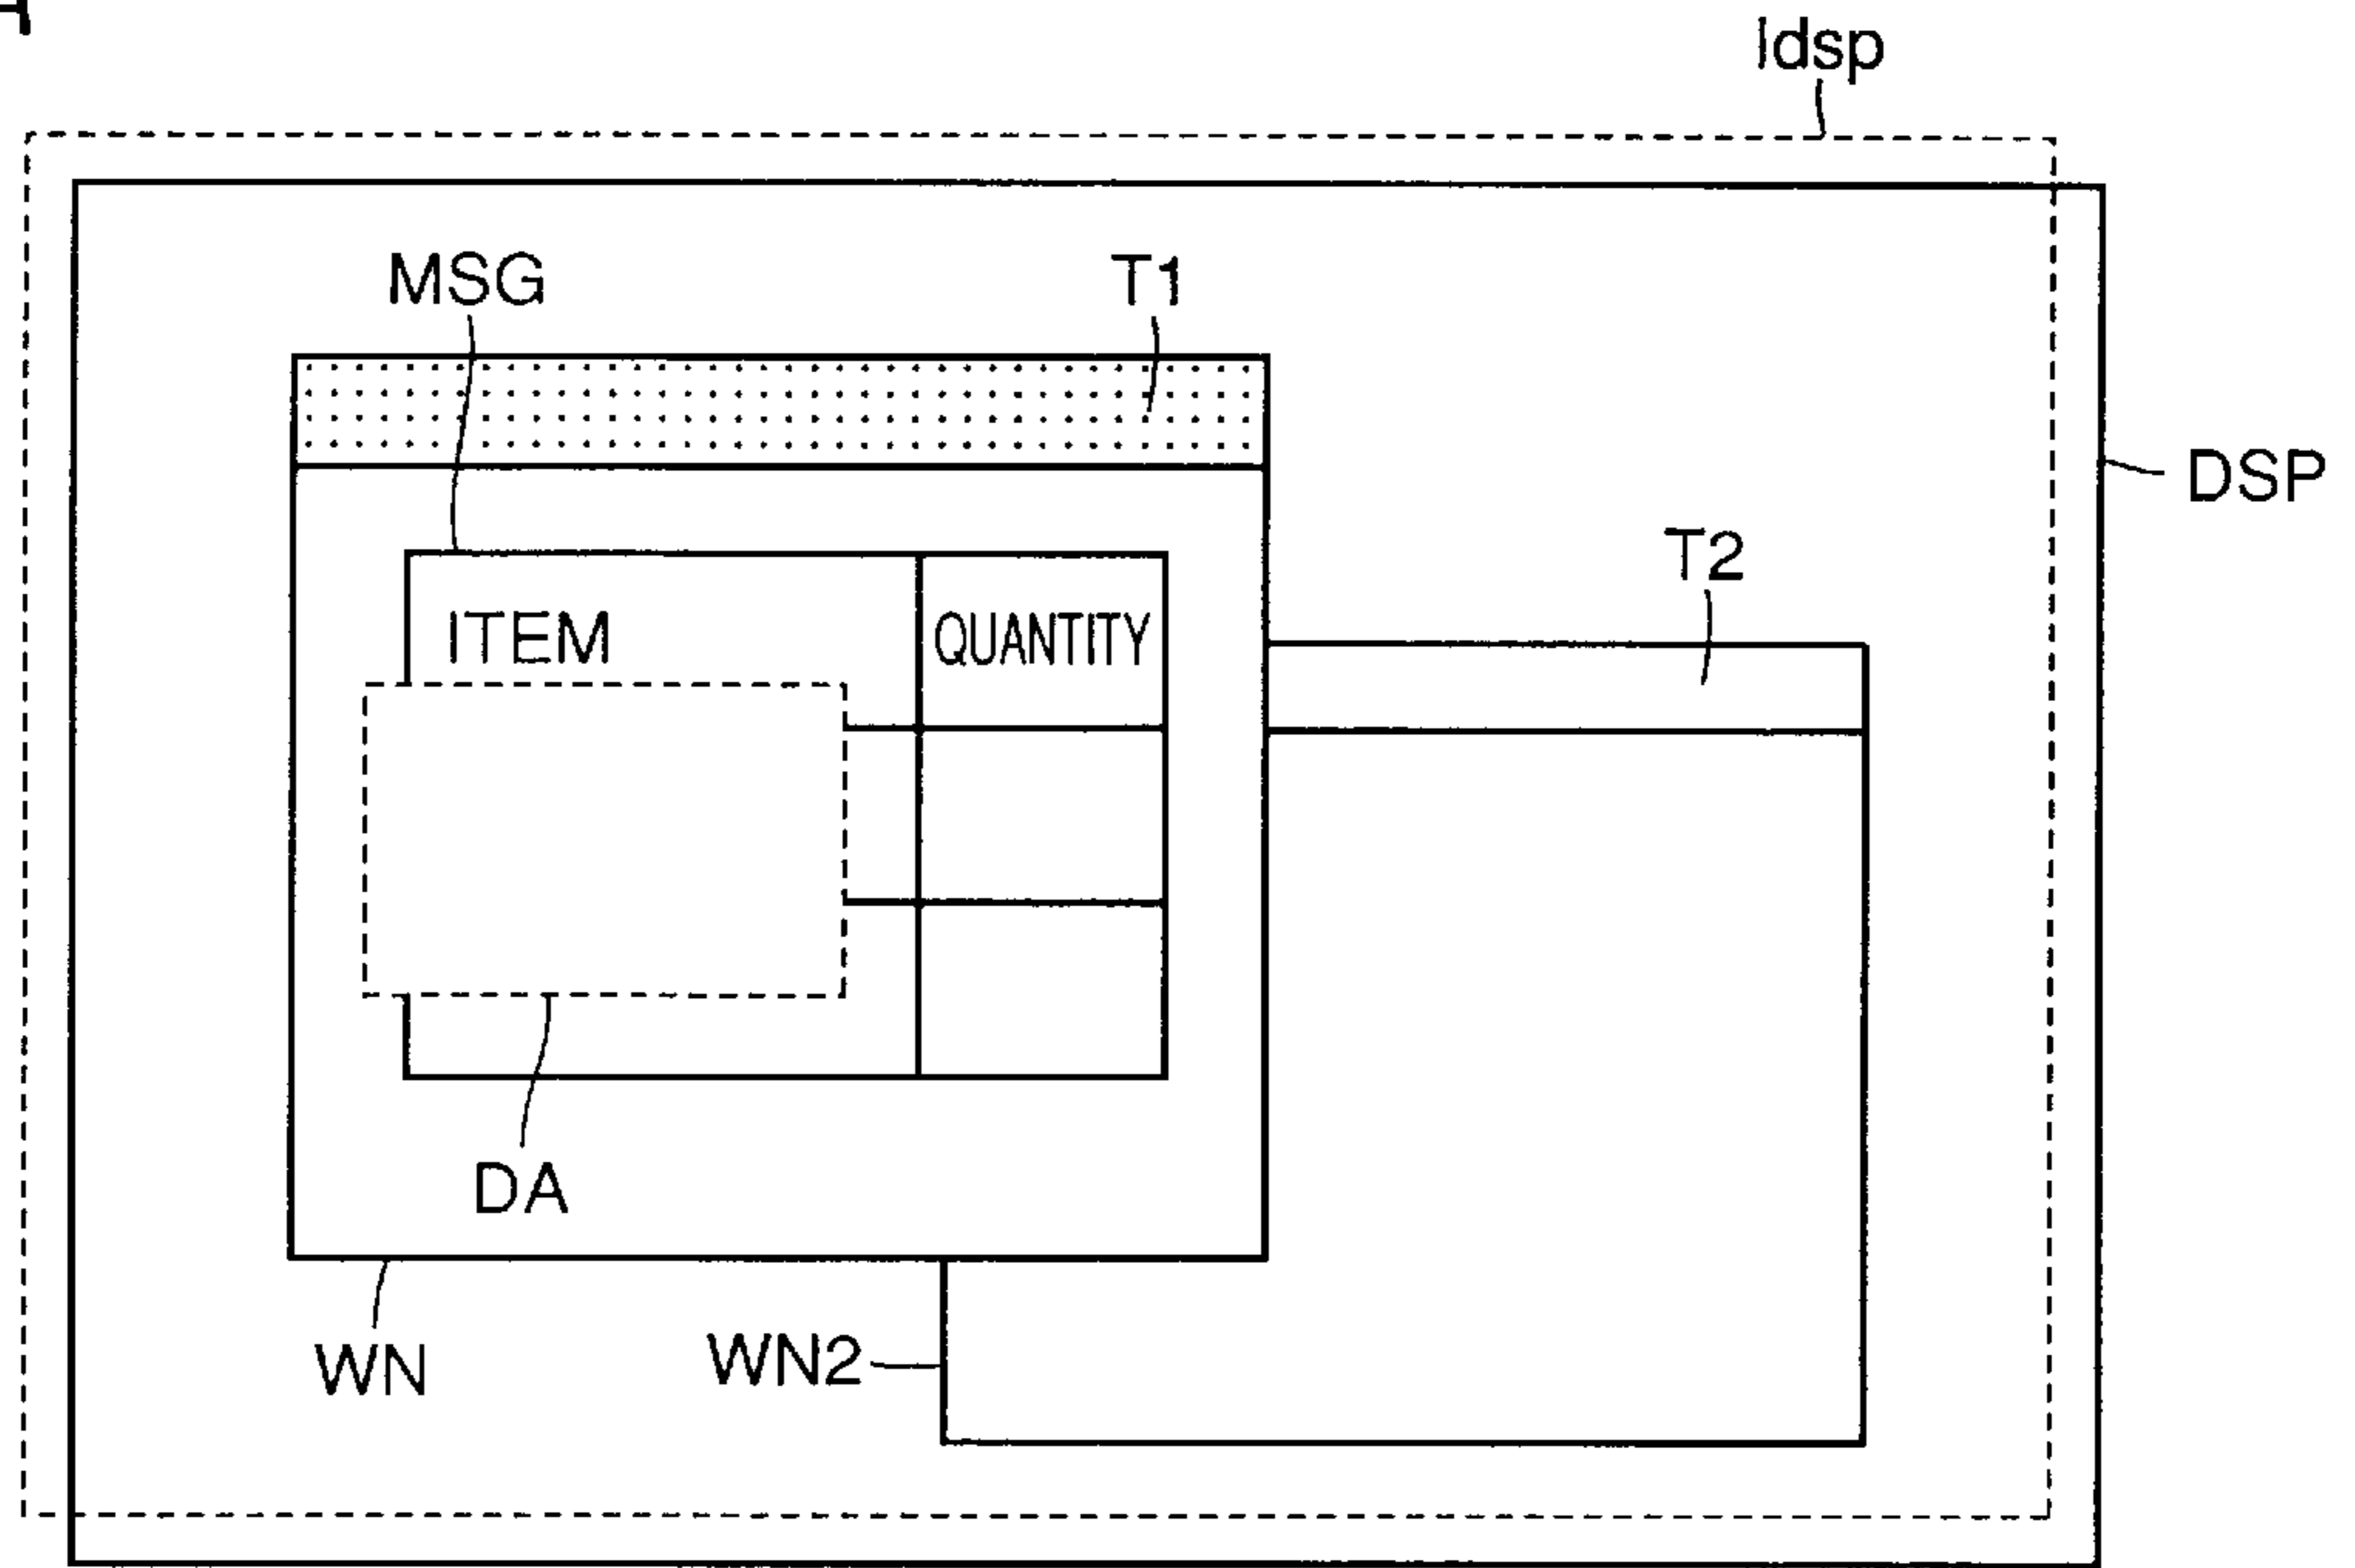 Idsp
MSG
T1
DSP
T2
ITEM
QUANTITY
DA
WN
WN2